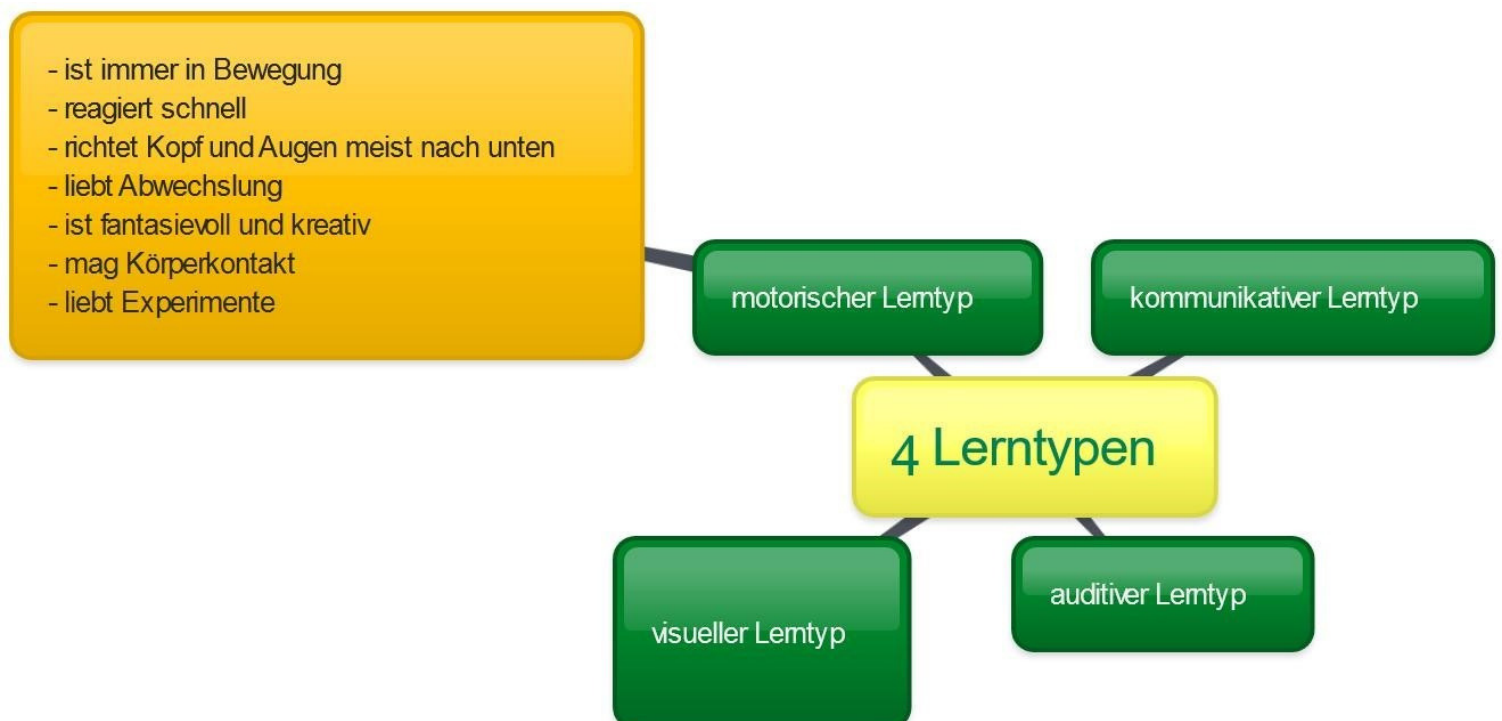 - ist immer in Bewegung
- reagiert schnell
- richtet Kopf und Augen meist nach unten
- liebt Abwechslung
- ist fantasievoll und kreativ
- mag Körperkontakt
- liebt Experimente
motorischer Lerntyp
kommunikativer Lerntyp
4 Lerntypen
visueller Lerntyp
auditiver Lerntyp